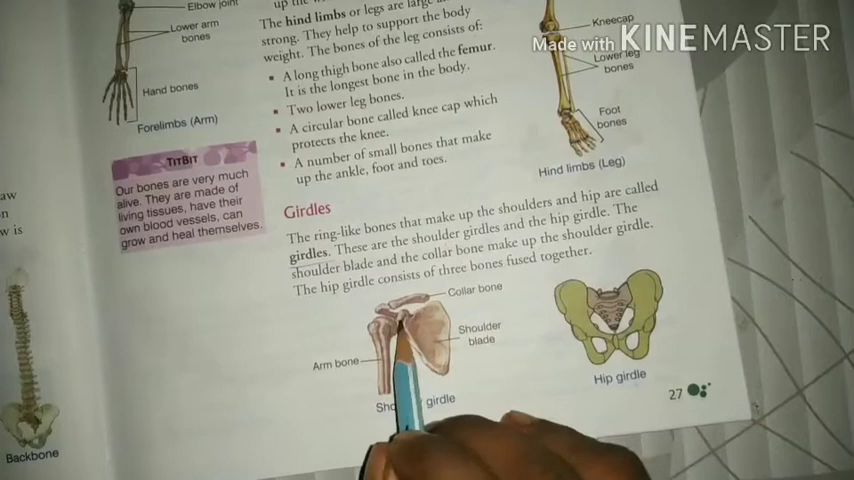 Elbow joint
Lower arm
bones
Hand bones
Forelimbs (Arm)
TITBIT
Our bones are very much
alive. They are made of
living tissues, have their
own blood vessels, can
grow and heal themselves.
aw
w is
Backbone
The hind limbs or legs are large
strong. They help to support the body
weight. The bones of the leg consists of:
▪ A long thigh bone also called the femur.
It is the longest bone in the body.
▪ Two lower leg bones.
▪ A circular bone called knee cap which
protects the knee.
▪ A number of small bones that make
up the ankle, foot and toes.
Kneecap
Lower leg
bones
Foot
bones
Hind limbs (Leg)
Made with KINEMASTER
Girdles
The ring-like bones that make up the shoulders and hip are called
girdles. These are the shoulder girdles and the hip girdle. The
shoulder blade and the collar bone make up the shoulder girdle.
The hip girdle consists of three bones fused together.
Collar bone
Shoulder
blade
Arm bone
girdle
Hip girdle
27